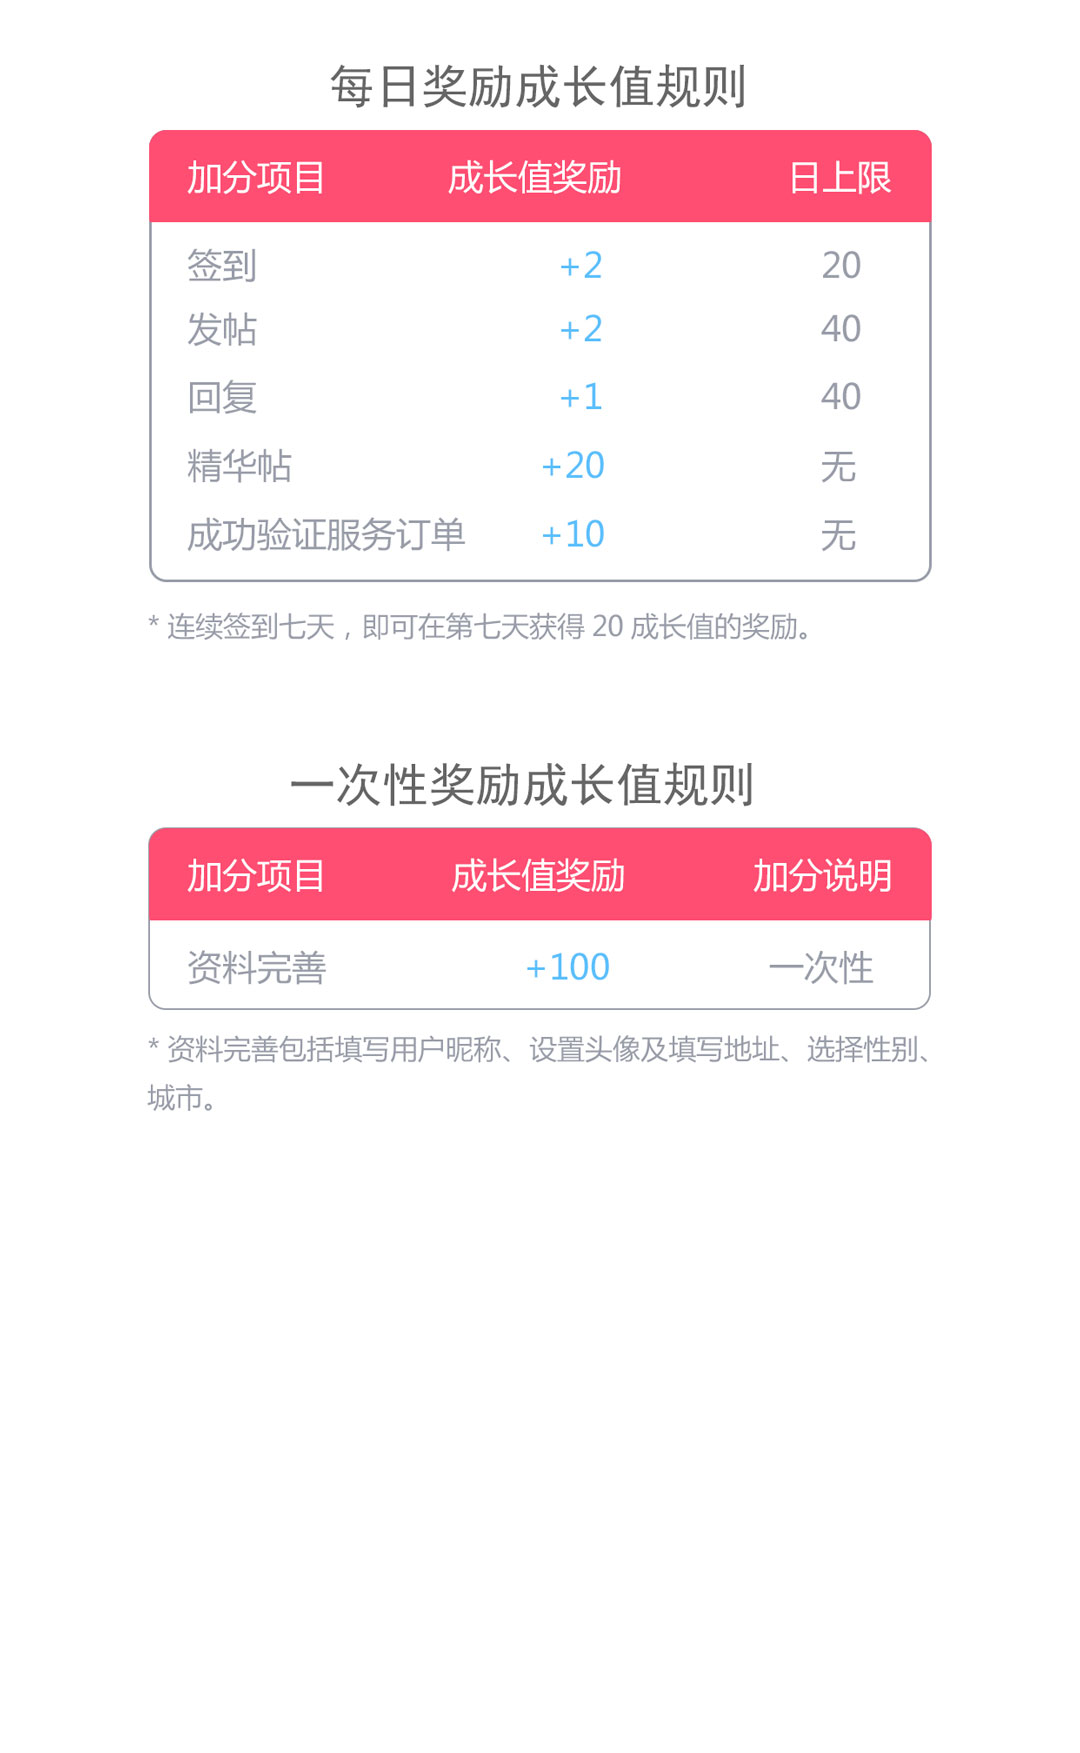 每日奖励成长值规则
加分项目 成长值奖励 日上限
签到 +2 20
发帖 +2 40
回复 +1 40
精华帖 +20 无
成功验证服务订单 +10 无
* 连续签到七天，即可在第七天获得 20 成长值的奖励。
一次性奖励成长值规则
加分项目 成长值奖励 加分说明
资料完善 +100 一次性
* 资料完善包括填写用户昵称、设置头像及填写地址、选择性别、
城市。